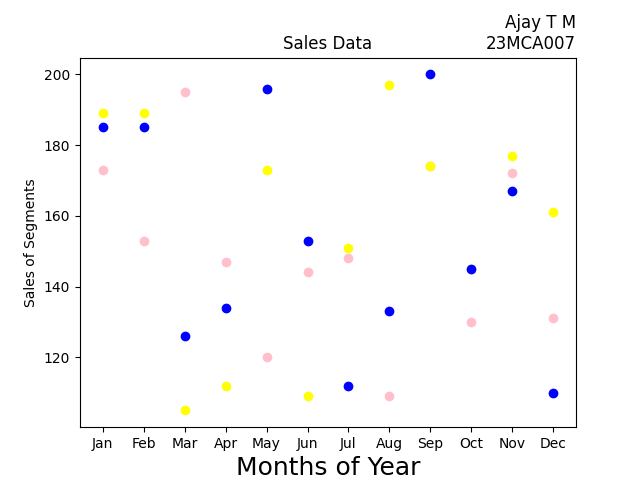 Ajay T M
Sales Data 23MCA007
200
180
160
140
120
Sales of Segments
Jan Feb Mar Apr May Jun Jul Aug Sep Oct Nov Dec
Months of Year